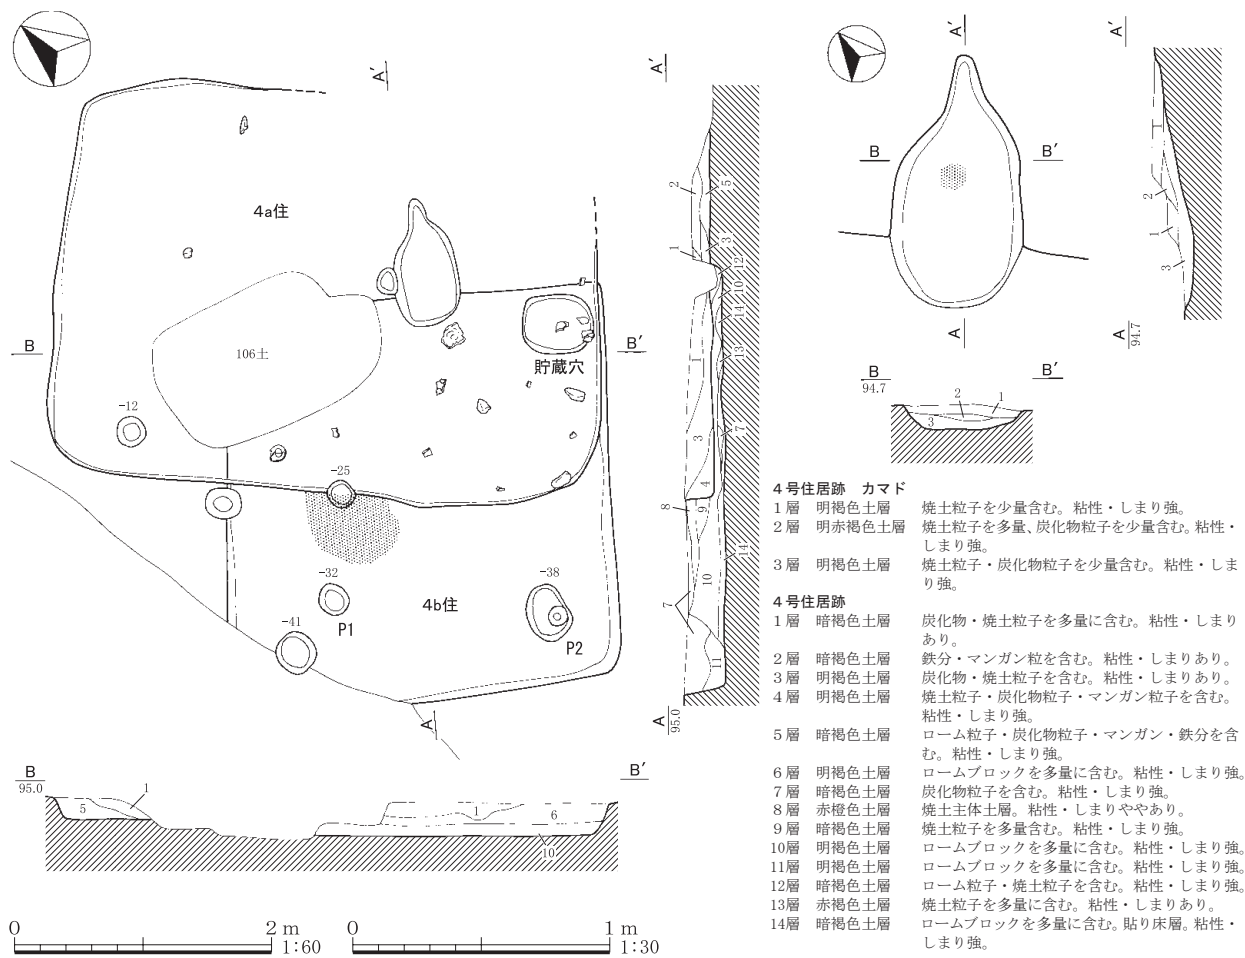 A′
4a住
106土
B
B′
貯蔵穴
-12
-25
-32
-38
-41
4b住
P1
P2
A
A′
2
5
1
3
12
10
14
1
13
3
7
4
8
9
14
10
7
11
A
95.0
B
95.0
B′
1
5
1
6
10
0
2 m
1:60
0
1 m
1:30
A′
B
B′
A
A′
1
2
1
3
A
94.7
B
94.7
B′
2
1
3
4号住居跡　カマド
1層　明褐色土層　焼土粒子を少量含む。粘性・しまり強。
2層　明赤褐色土層　焼土粒子を多量、炭化物粒子を少量含む。粘性・
しまり強。
3層　明褐色土層　焼土粒子・炭化物粒子を少量含む。粘性・しま
り強。
4号住居跡
1層　暗褐色土層　炭化物・焼土粒子を多量に含む。粘性・しまり
あり。
2層　暗褐色土層　鉄分・マンガン粒を含む。粘性・しまりあり。
3層　明褐色土層　炭化物・焼土粒子を含む。粘性・しまりあり。
4層　明褐色土層　焼土粒子・炭化物粒子・マンガン粒子を含む。
粘性・しまり強。
5層　暗褐色土層　ローム粒子・炭化物粒子・マンガン・鉄分を含
む。粘性・しまり強。
6層　明褐色土層　ロームブロックを多量に含む。粘性・しまり強。
7層　暗褐色土層　炭化物粒子を含む。粘性・しまり強。
8層　赤橙色土層　焼土主体土層。粘性・しまりややあり。
9層　暗褐色土層　焼土粒子を多量含む。粘性・しまり強。
10層　明褐色土層　ロームブロックを多量に含む。粘性・しまり強。
11層　明褐色土層　ロームブロックを多量に含む。粘性・しまり強。
12層　暗褐色土層　ローム粒子・焼土粒子を含む。粘性・しまり強。
13層　赤褐色土層　焼土粒子を多量に含む。粘性・しまりあり。
14層　暗褐色土層　ロームブロックを多量に含む。貼り床層。粘性・
しまり強。